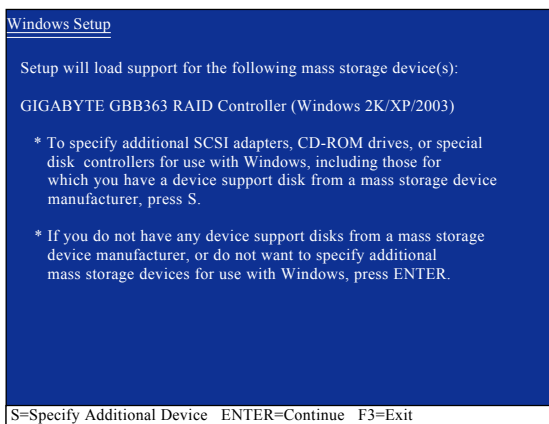 Windows Setup
Setup will load support for the following mass storage device(s):
GIGABYTE GBB363 RAID Controller (Windows 2K/XP/2003)
* To specify additional SCSI adapters, CD-ROM drives, or special
disk controllers for use with Windows, including those for
which you have a device support disk from a mass storage device
manufacturer, press S.
* If you do not have any device support disks from a mass storage
device manufacturer, or do not want to specify additional
mass storage devices for use with Windows, press ENTER.
S=Specify Additional Device ENTER=Continue F3=Exit